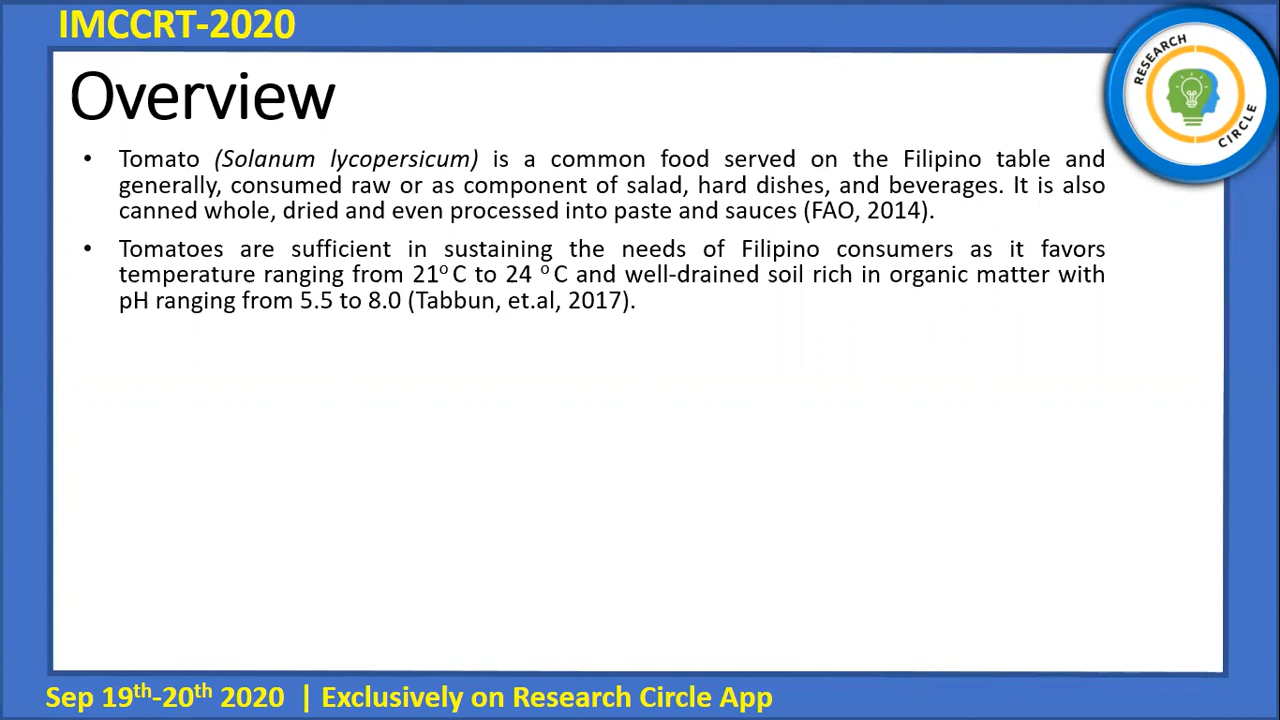 IMCCRT-2020
RESEARCH
CIRCLE
Overview
• Tomato (Solanum lycopersicum) is a common food served on the Filipino table and
generally, consumed raw or as component of salad, hard dishes, and beverages. It is also
canned whole, dried and even processed into paste and sauces (FAO, 2014).
• Tomatoes are sufficient in sustaining the needs of Filipino consumers as it favors
temperature ranging from 21º C to 24 º C and well-drained soil rich in organic matter with
pH ranging from 5.5 to 8.0 (Tabbun, et.al, 2017).
Sep 19th-20th 2020 | Exclusively on Research Circle App